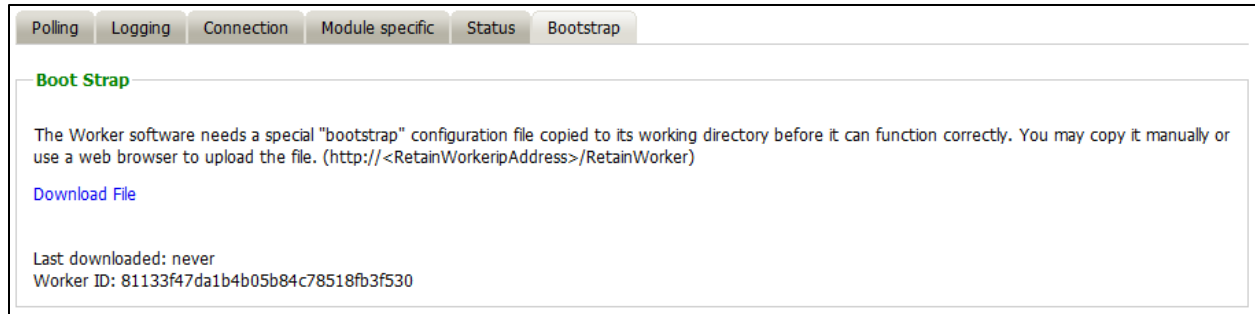 Polling Logging Connection Module specific Status Bootstrap
Boot Strap
The Worker software needs a special "bootstrap" configuration file copied to its working directory before it can function correctly. You may copy it manually or
use a web browser to upload the file. (http://<RetainWorkeripAddress>/RetainWorker)
Download File
Last downloaded: never
Worker ID: 81133f47da1b4b05b84c78518fb3f530